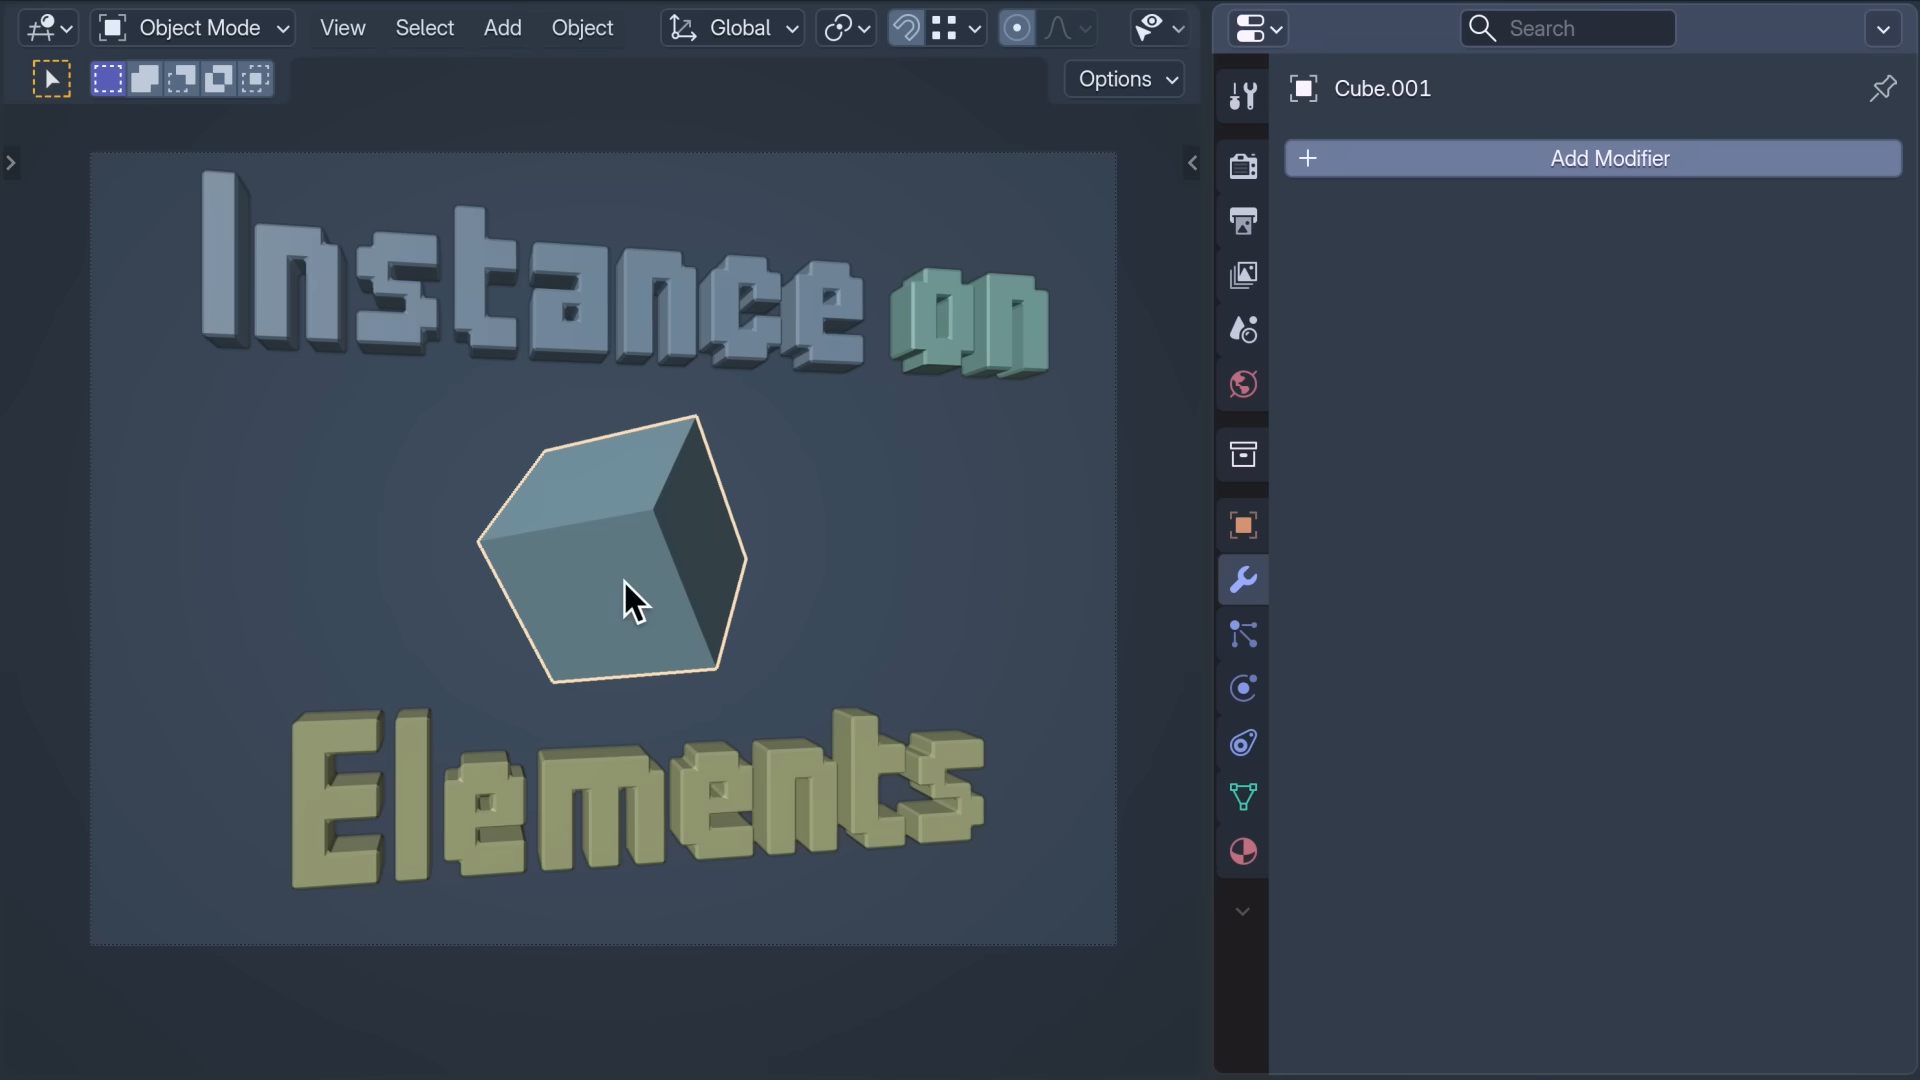 Object Mode View Select Add Object Global Search
Options
Cube.001
Add Modifier
Instance on
Elements